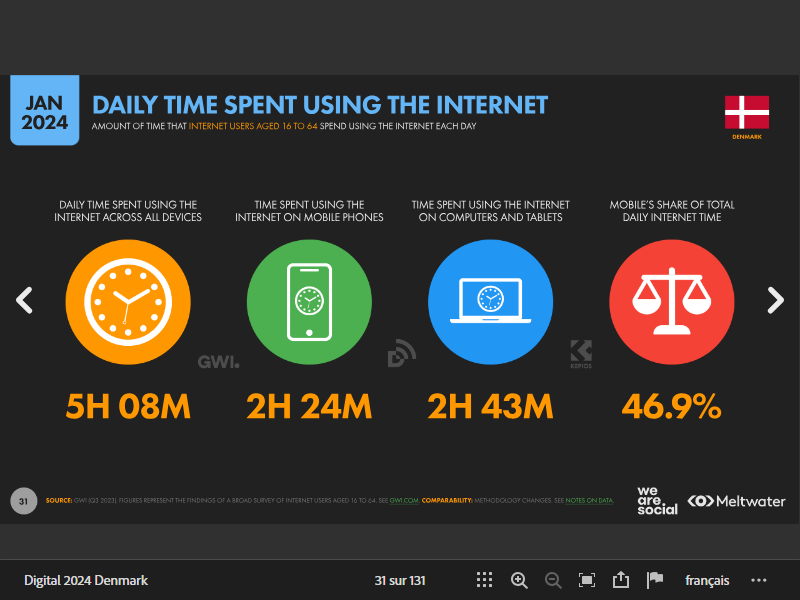 JAN
2024
DAILY TIME SPENT USING THE INTERNET
AMOUNT OF TIME THAT INTERNET USERS AGED 16 TO 64 SPEND USING THE INTERNET EACH DAY
DENMARK
DAILY TIME SPENT USING THE
INTERNET ACROSS ALL DEVICES
TIME SPENT USING THE
INTERNET ON MOBILE PHONES
TIME SPENT USING THE INTERNET
ON COMPUTERS AND TABLETS
MOBILE'S SHARE OF TOTAL
DAILY INTERNET TIME
GWI.
KEPIOS
5H 08M
2H 24M
2H 43M
46.9%
31
SOURCE: GWI (Q3 2023). FIGURES REPRESENT THE FINDINGS OF A BROAD SURVEY OF INTERNET USERS AGED 16 TO 64. SEE GWI.COM. COMPARABILITY: METHODOLOGY CHANGES. SEE NOTES ON DATA.
we
are.
social
Meltwater
Digital 2024 Denmark
31 sur 131
français